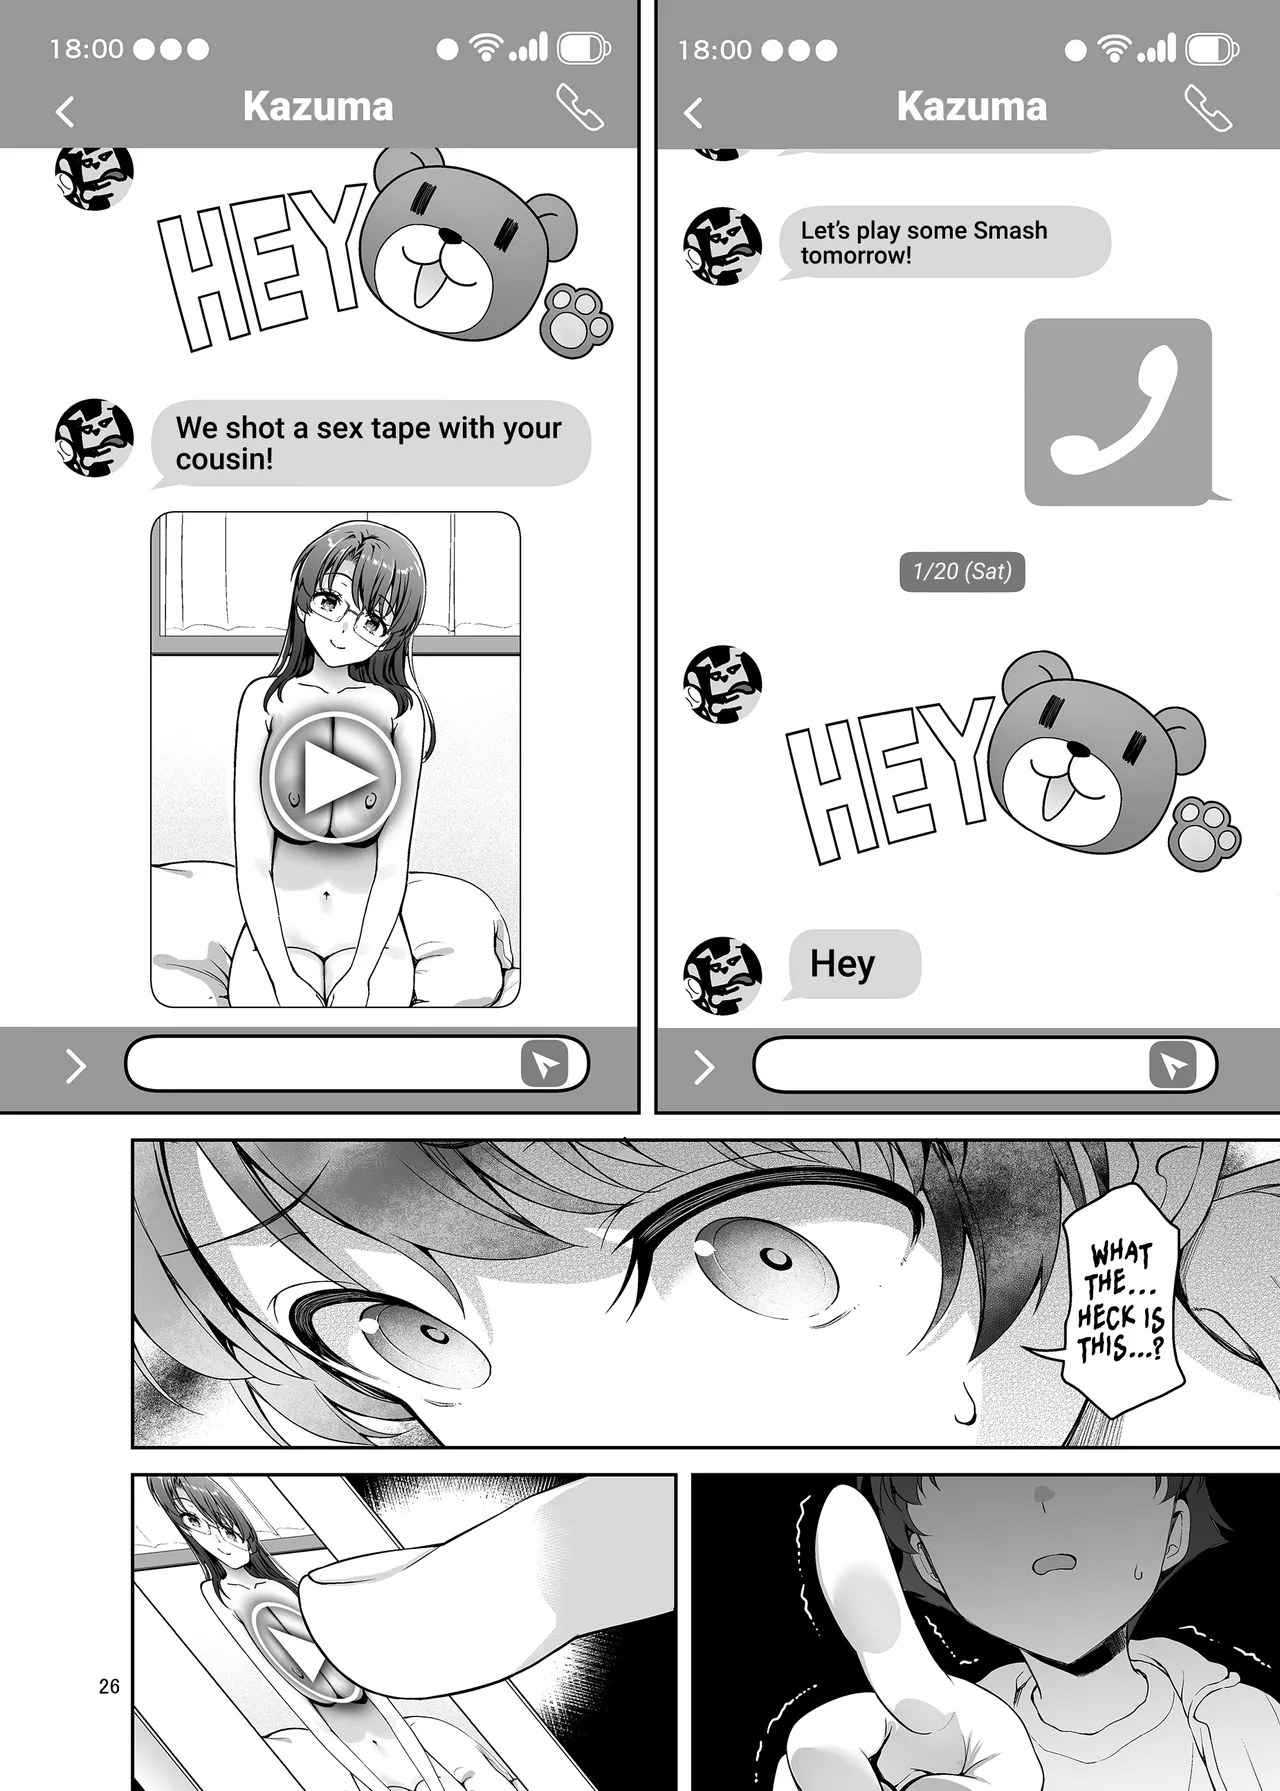 18:00
Kazuma
Let's play some Smash
tomorrow!
1/20 (Sat)
HEY
Hey
18:00
Kazuma
HEY
We shot a sex tape with your
cousin!
WHAT
THE...
HECK IS
THIS...?
26